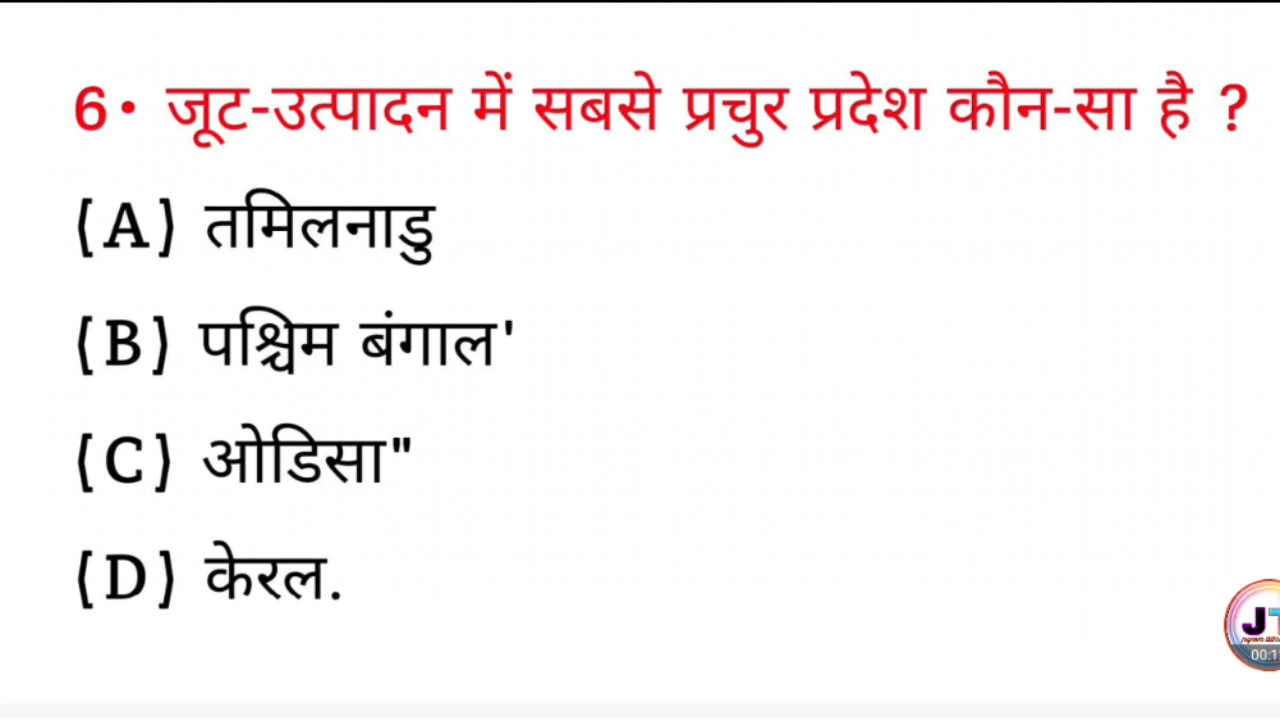 6· जूट-उत्पादन में सबसे प्रचुर प्रदेश कौन-सा है ?
(A) तमिलनाडु
(B) पश्चिम बंगाल'
(C) ओडिसा"
(D) केरल.